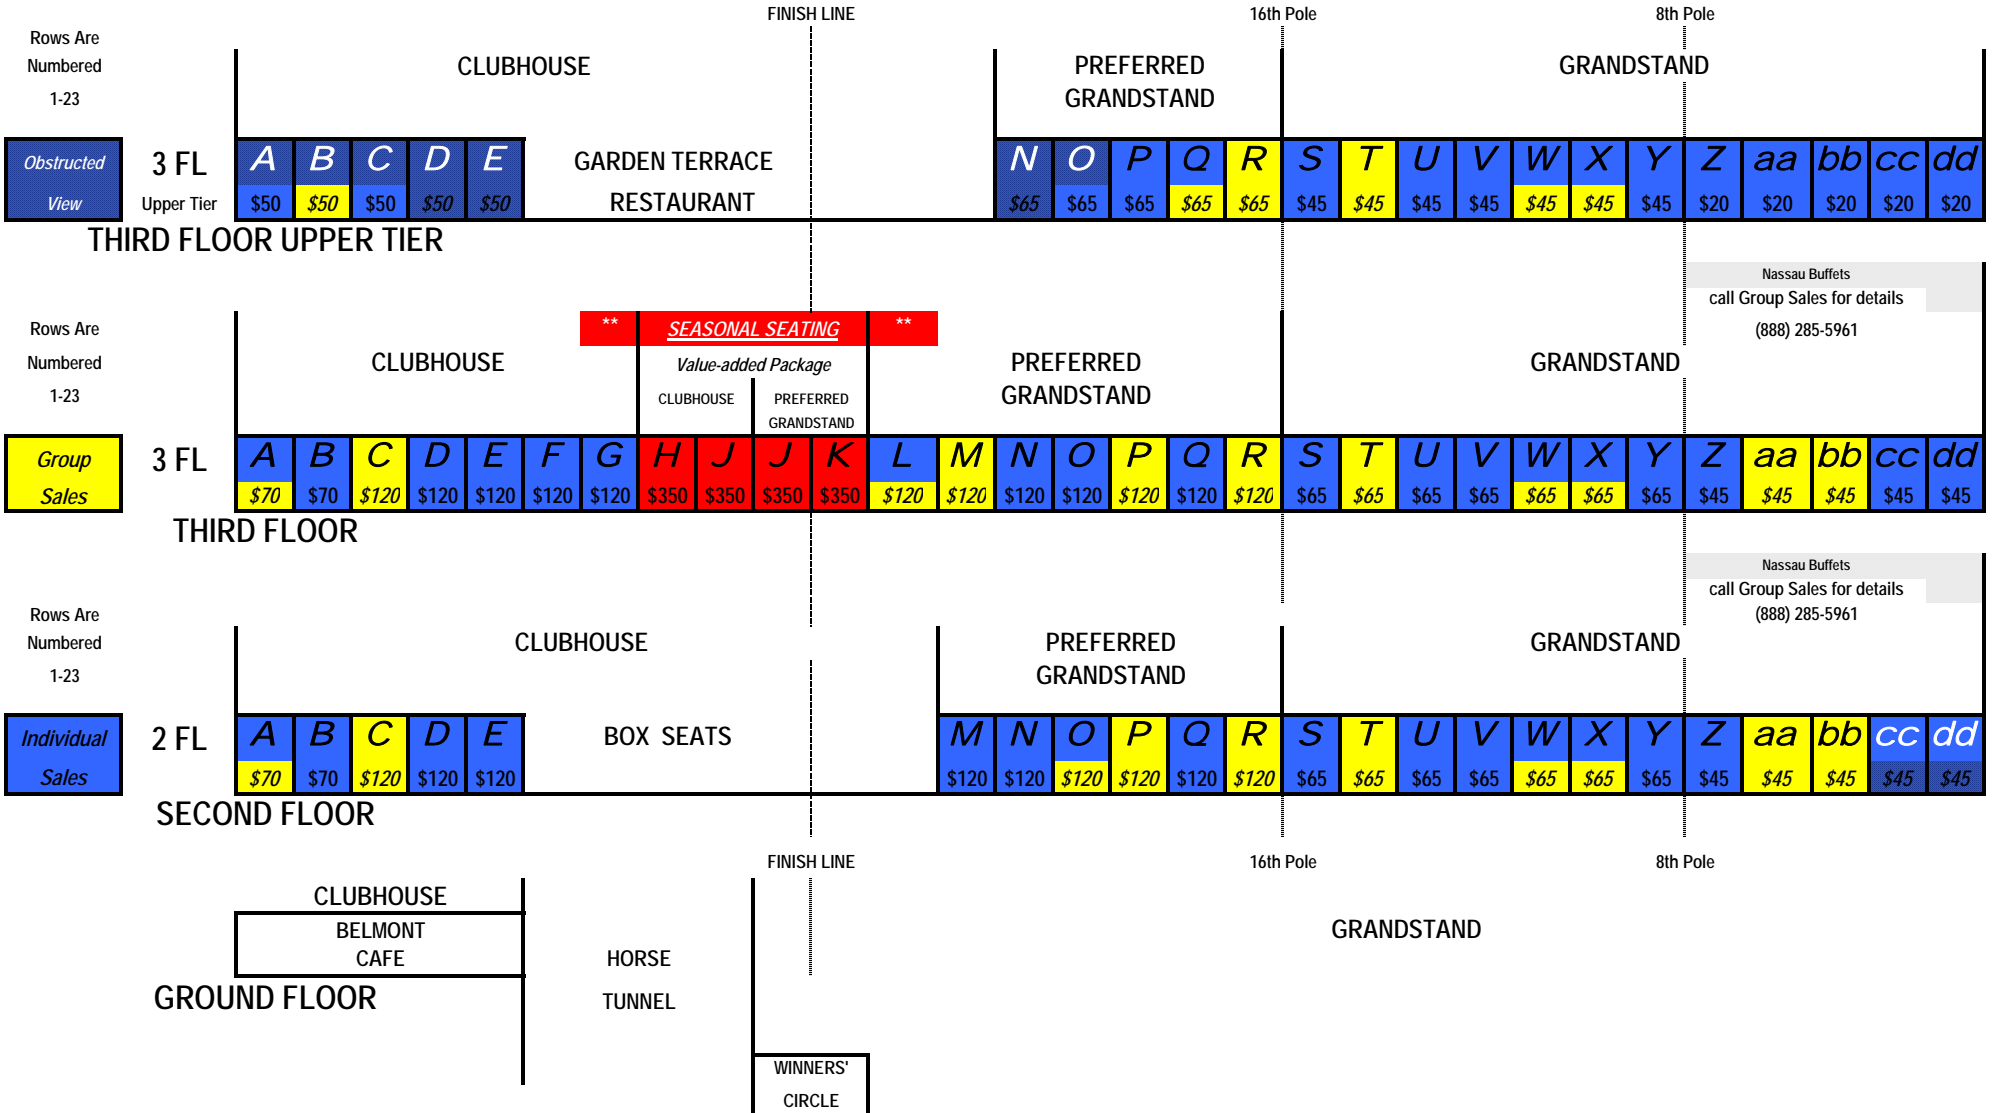 FINISH LINE 16th Pole 8th Pole
Rows Are
Numbered
1-23
CLUBHOUSE PREFERRED GRANDSTAND
GRANDSTAND
Obstructed 3 FL A B C D E GARDEN TERRACE N O P Q R S T U V W X Y Z aa bb cc dd
View Upper Tier $50 $50 $50 $50 $50 RESTAURANT $65 $65 $65 $65 $65 $45 $45 $45 $45 $45 $45 $45 $20 $20 $20 $20 $20
THIRD FLOOR UPPER TIER
Nassau Buffets
call Group Sales for details
(888) 285-5961
Rows Are
Numbered
1-23
** SEASONAL SEATING **
CLUBHOUSE Value-added Package PREFERRED GRANDSTAND
CLUBHOUSE PREFERRED GRANDSTAND
GRANDSTAND
Group 3 FL A B C D E F G H J J K L M N O P Q R S T U V W X Y Z aa bb cc dd
Sales $70 $70 $120 $120 $120 $120 $120 $350 $350 $350 $350 $120 $120 $120 $120 $120 $120 $120 $65 $65 $65 $65 $65 $65 $65 $45 $45 $45 $45 $45
THIRD FLOOR
Nassau Buffets
call Group Sales for details
(888) 285-5961
Rows Are
Numbered
1-23
CLUBHOUSE PREFERRED GRANDSTAND
GRANDSTAND
Individual 2 FL A B C D E BOX SEATS M N O P Q R S T U V W X Y Z aa bb cc dd
Sales $70 $70 $120 $120 $120 $120 $120 $120 $120 $120 $120 $65 $65 $65 $65 $65 $65 $65 $45 $45 $45 $45 $45
SECOND FLOOR
FINISH LINE 16th Pole 8th Pole
CLUBHOUSE
BELMONT GRANDSTAND
CAFE HORSE
GROUND FLOOR TUNNEL
WINNERS'
CIRCLE